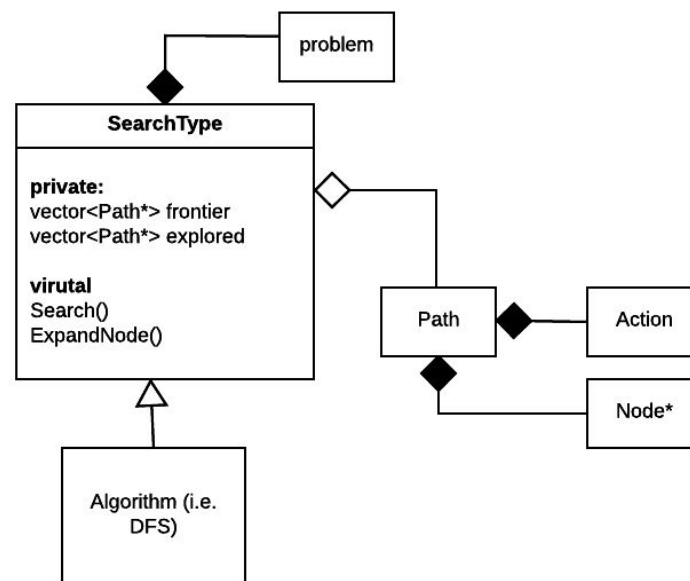 problem
SearchType
private:
vector<Path*> frontier
vector<Path*> explored
virutal
Search()
ExpandNode()
Path
Action
Node*
Algorithm (i.e.
DFS)